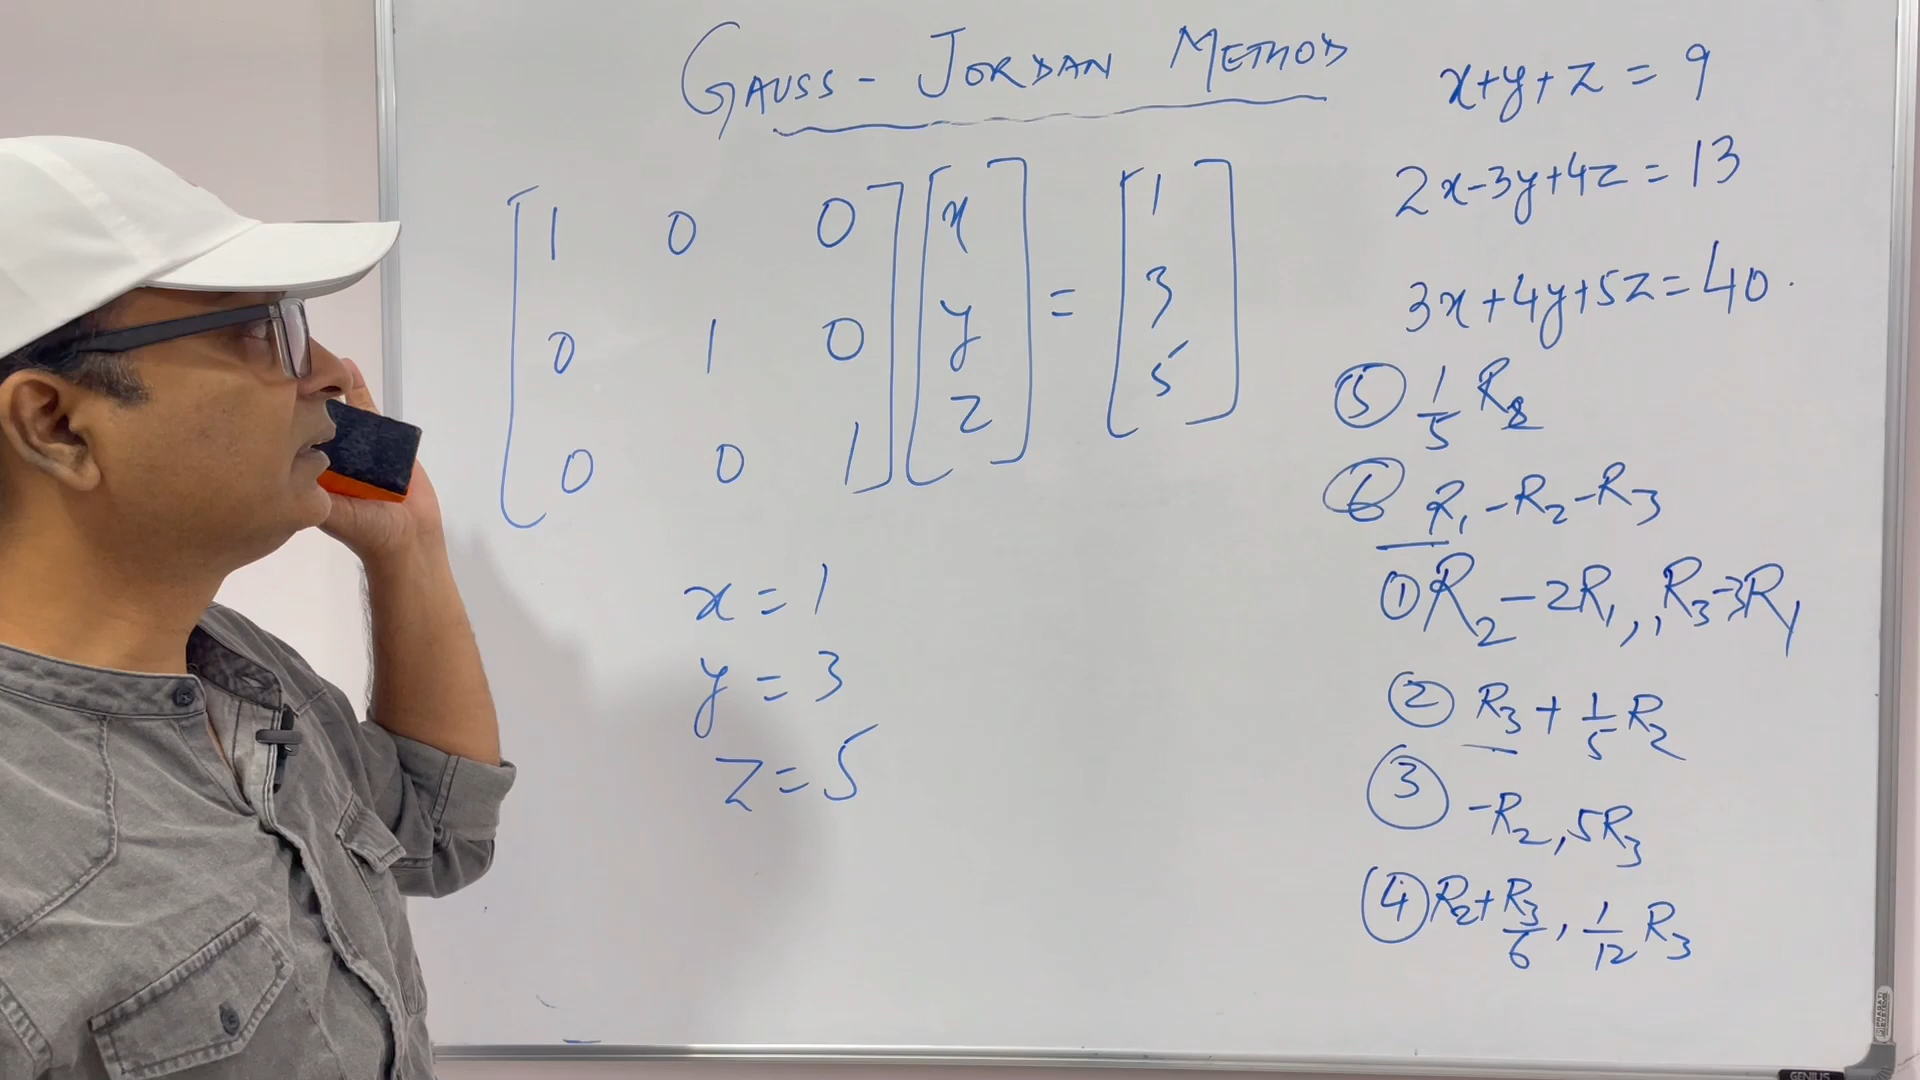 GAUSS - JORDAN METHOD
[1 0 0] [x] = [1]
[0 1 0] [y] [3]
[0 0 1] [z] [5]
x = 1
y = 3
z = 5
x+y+z = 9
2x-3y+4z = 13
3x+4y+5z=40.
⑤ 1/5 R₂
⑥ R₁ -R₂ -R₃
① R₂ - 2R₁,, R₃-3R₁
② R₃ + 1/5 R₂
③ -R₂, 5R₃
④ R₂+ R₃/6, 1/12 R₃
GENIUS